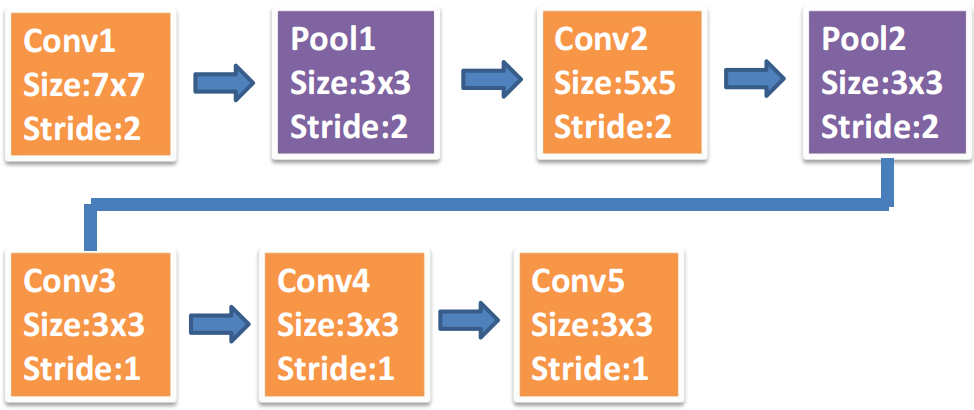 Conv1
Size:7x7
Stride:2
Pool1
Size:3x3
Stride:2
Conv2
Size:5x5
Stride:2
Pool2
Size:3x3
Stride:2
Conv3
Size:3x3
Stride:1
Conv4
Size:3x3
Stride:1
Conv5
Size:3x3
Stride:1